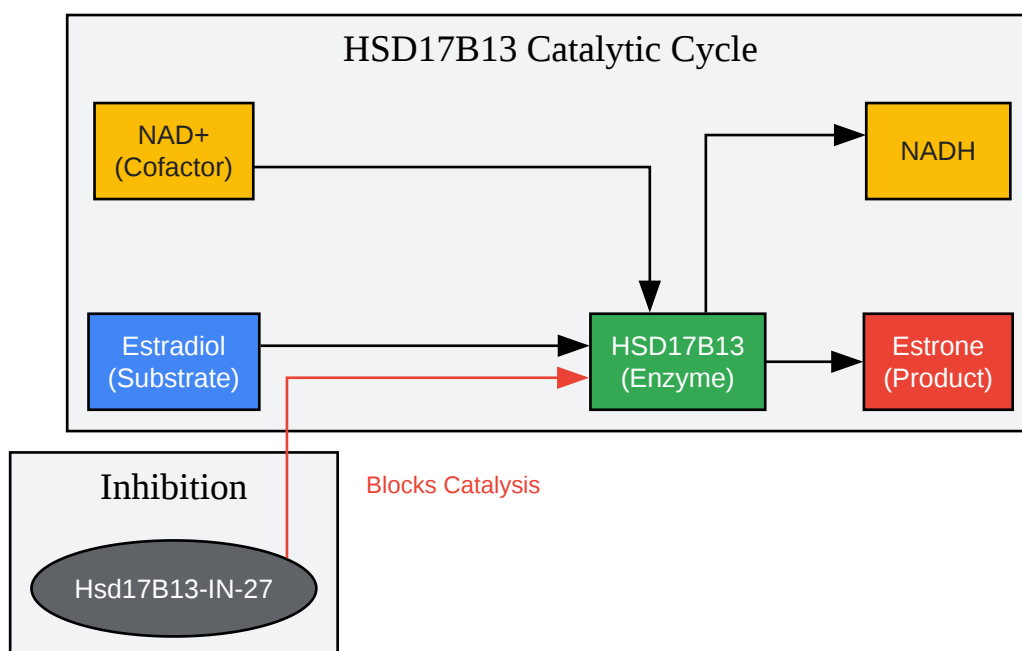 HSD17B13 Catalytic Cycle
NAD+
(Cofactor)
NADH
Estradiol
(Substrate)
HSD17B13
(Enzyme)
Estrone
(Product)
Inhibition
Blocks Catalysis
Hsd17B13-IN-27